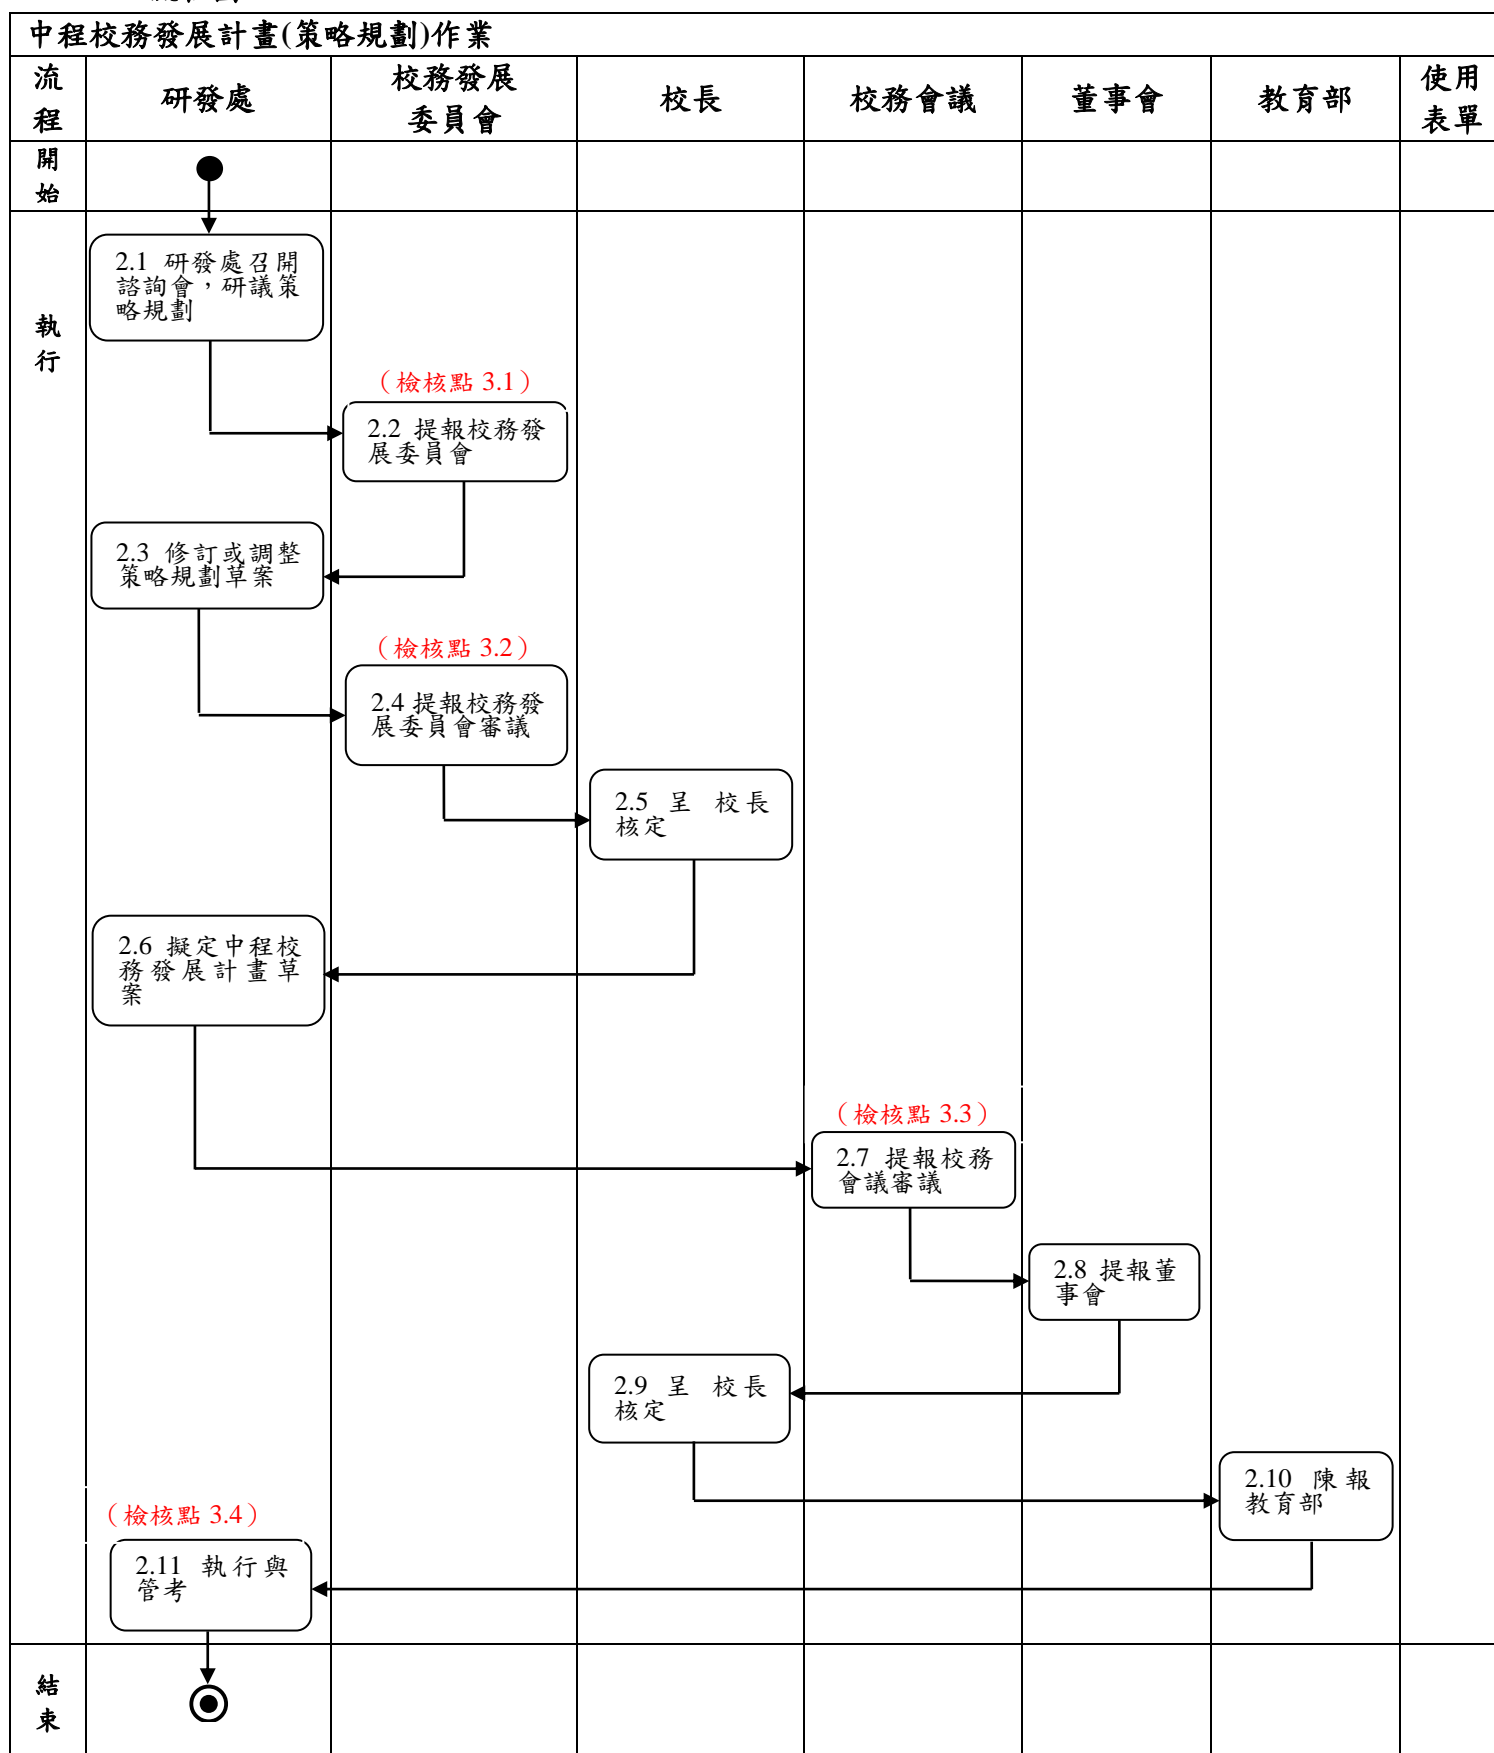 中程校務發展計畫(策略規劃)作業
流
程
研發處
校務發展
委員會
校長
校務會議
董事會
教育部
使用
表單
開
始
執
行
2.1 研發處召開
諮詢會，研議策
略規劃
（檢核點 3.1）
2.2 提報校務發
展委員會
2.3 修訂或調整
策略規劃草案
（檢核點 3.2）
2.4 提報校務發
展委員會審議
2.5 呈 校長
核定
2.6 擬定中程校
務發展計畫草
案
（檢核點 3.3）
2.7 提報校務
會議審議
2.8 提報董
事會
2.9 呈 校長
核定
2.10 陳報
教育部
（檢核點 3.4）
2.11 執行與
管考
結
束